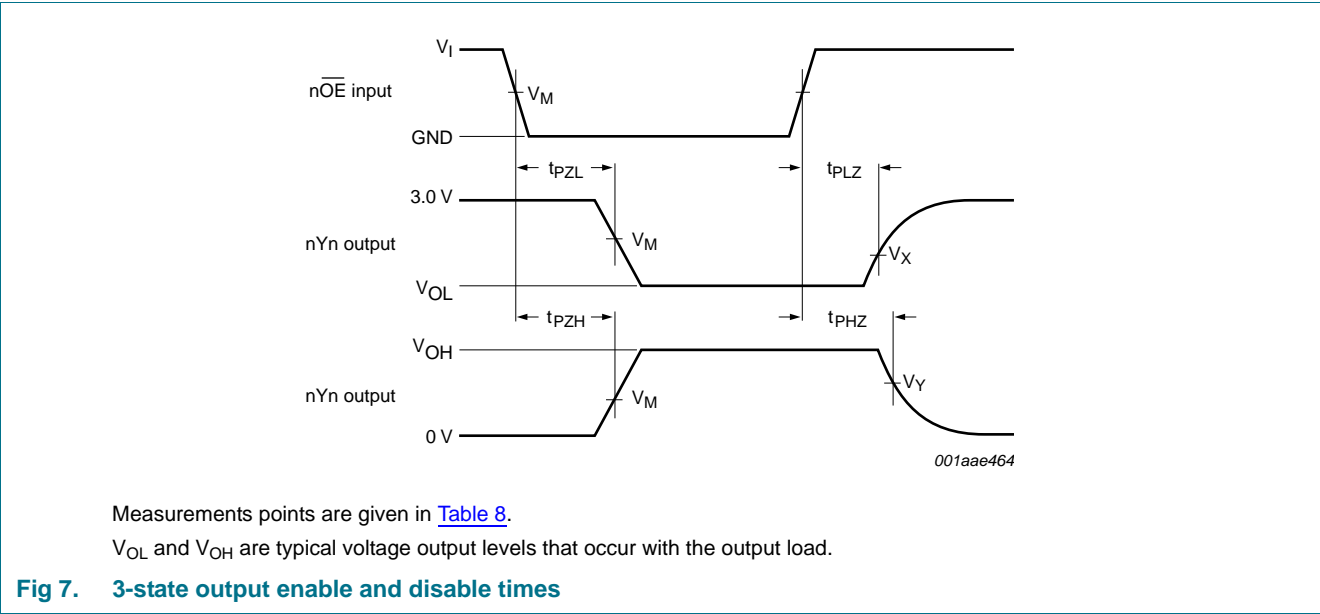 V_I
nOE̅ input
V_M
GND
t_PZL
t_PLZ
3.0 V
nYn output
V_M
V_X
V_OL
t_PZH
t_PHZ
V_OH
nYn output
V_M
V_Y
0 V
001aae464
Measurements points are given in Table 8.
V_OL and V_OH are typical voltage output levels that occur with the output load.
Fig 7. 3-state output enable and disable times